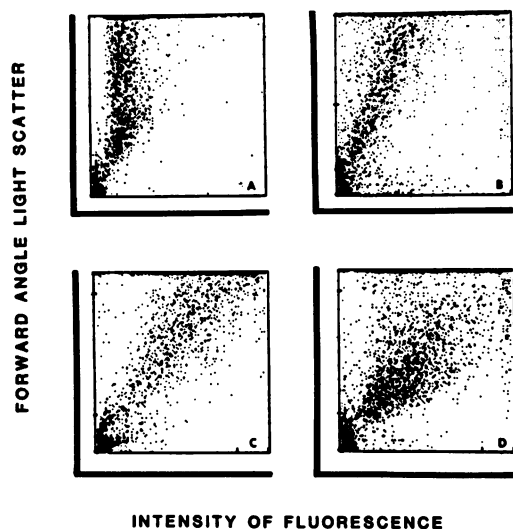 FORWARD ANGLE LIGHT SCATTER
A
B
C
D
INTENSITY OF FLUORESCENCE